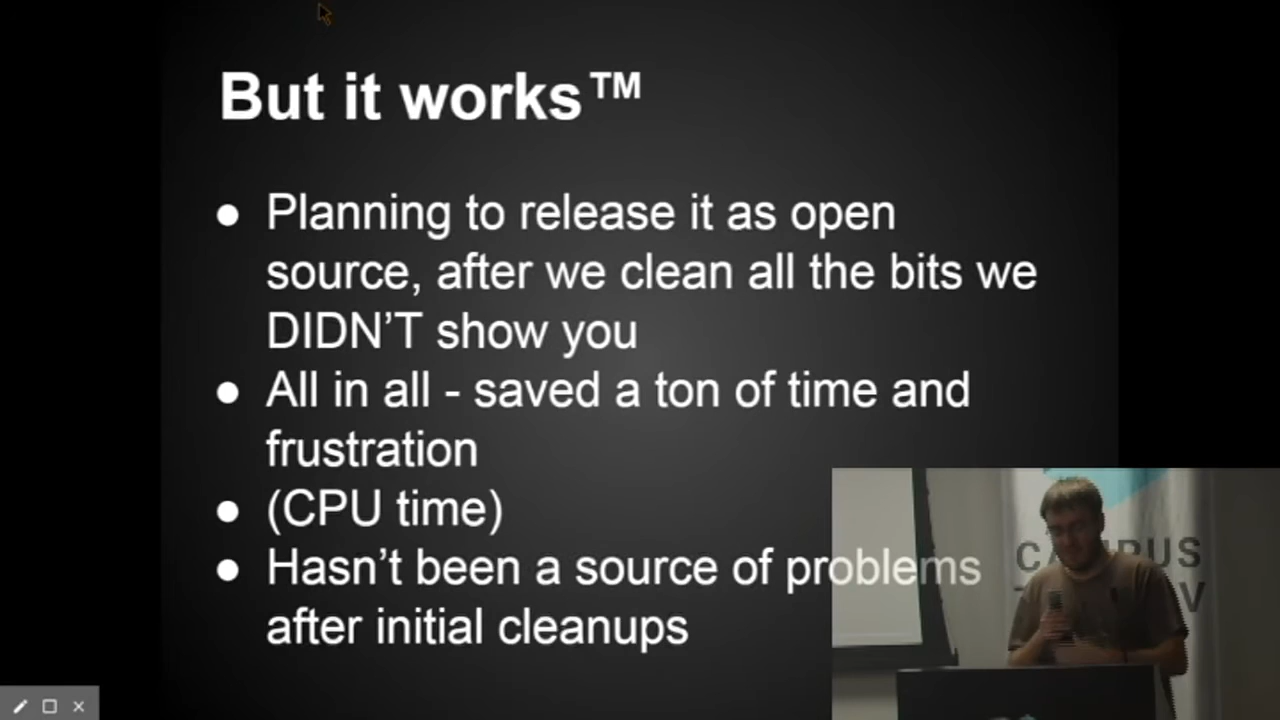 But it works™
● Planning to release it as open
source, after we clean all the bits we
DIDN’T show you
● All in all - saved a ton of time and
frustration
● (CPU time)
● Hasn’t been a source of problems
after initial cleanups